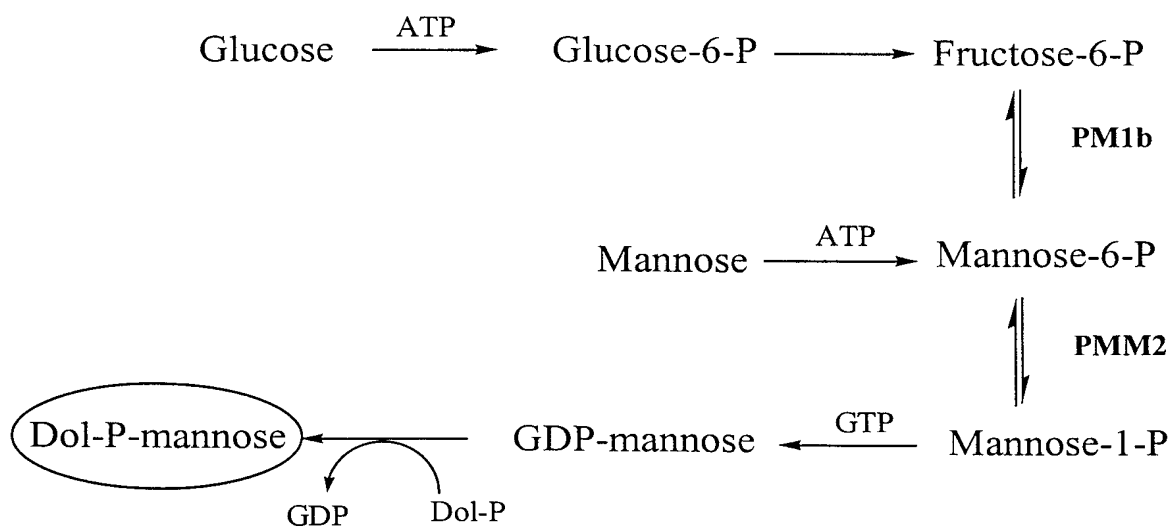 Glucose ATP Glucose-6-P Fructose-6-P
PM1b
Mannose ATP Mannose-6-P
PMM2
Dol-P-mannose GDP-mannose GTP Mannose-1-P
GDP Dol-P